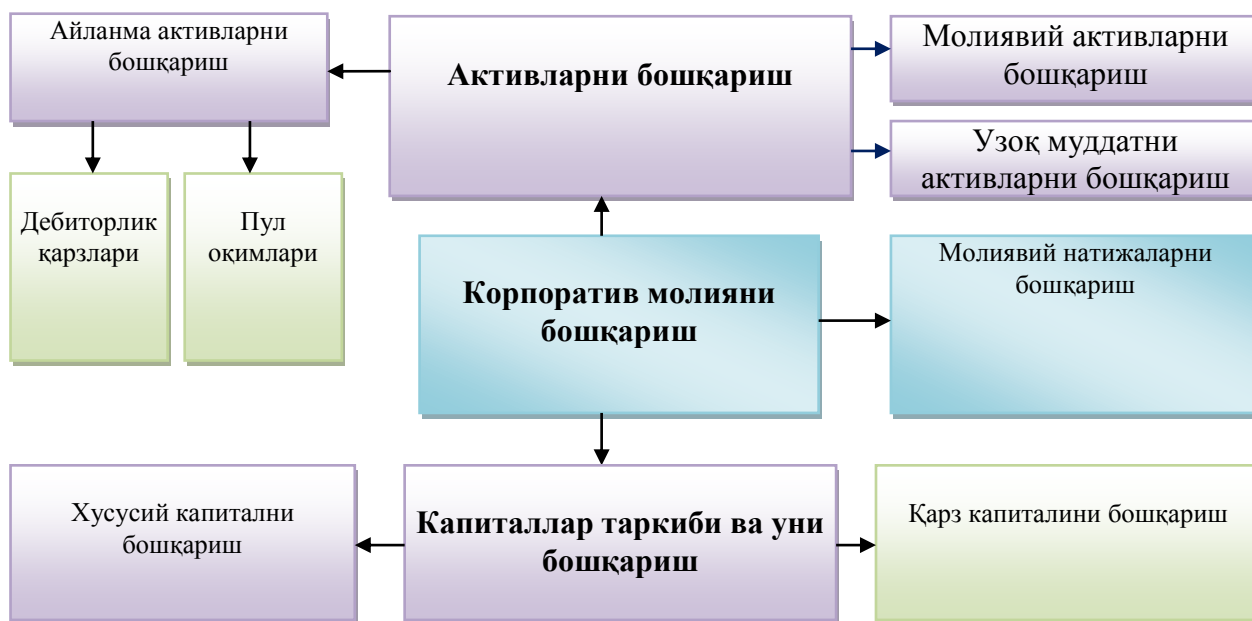 Айланма активларни
бошқариш
Активларни бошқариш
Молиявий активларни
бошқариш
Узоқ муддатни
активларни бошқариш
Дебиторлик
қарзлари
Пул
оқимлари
Корпоратив молияни
бошқариш
Молиявий натижаларни
бошқариш
Хусусий капитални
бошқариш
Капиталлар таркиби ва уни
бошқариш
Қарз капиталини бошқариш